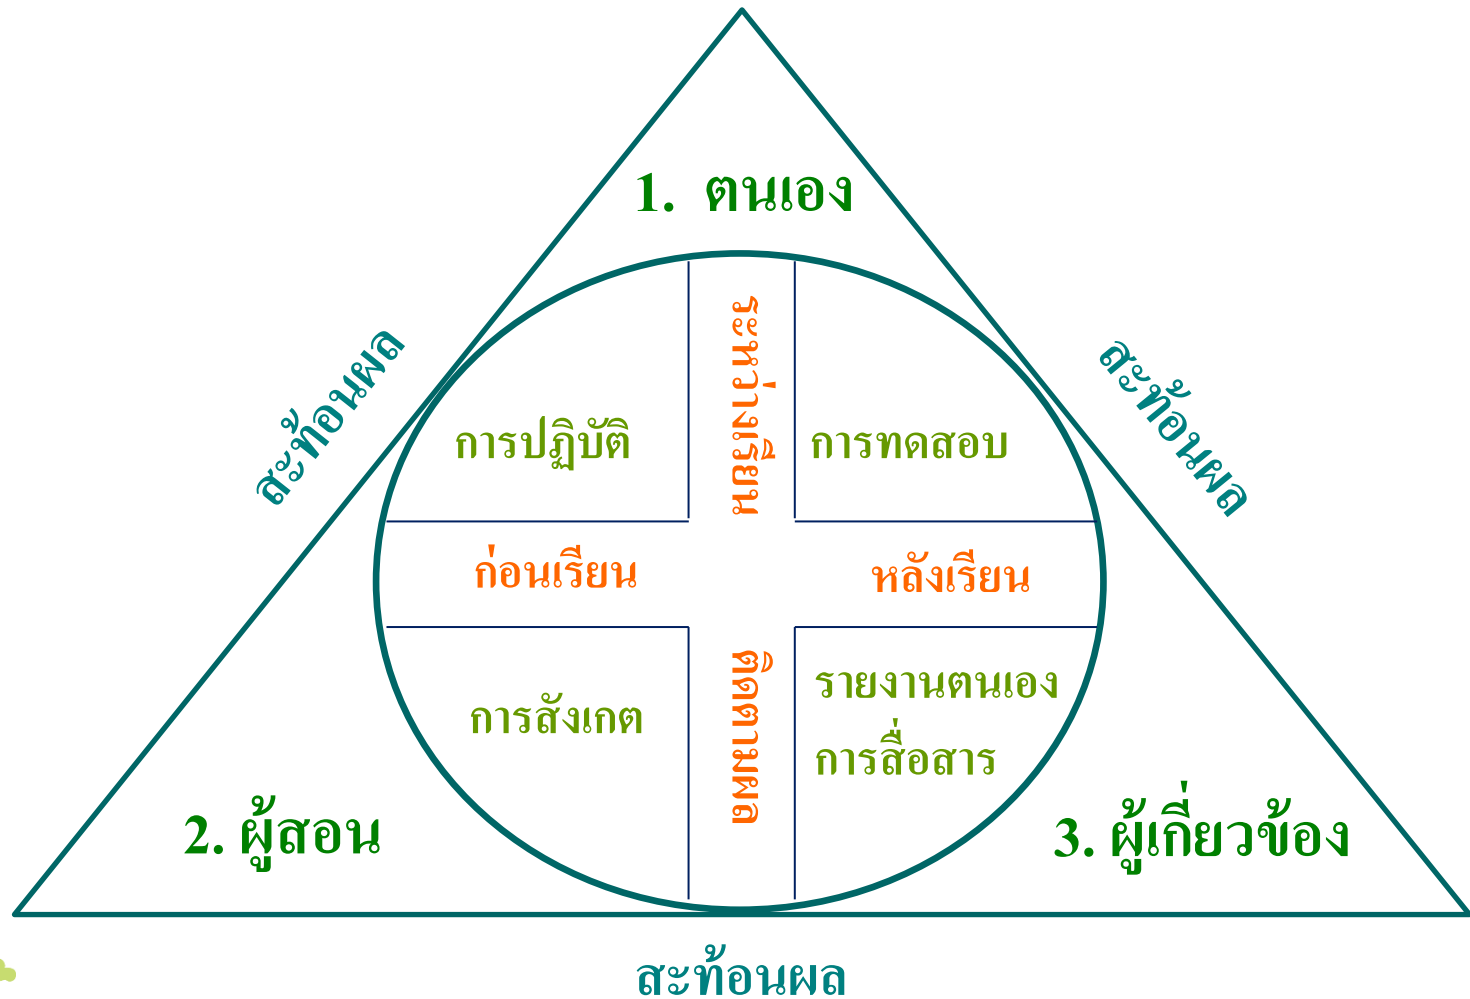 1. ตนเอง
สะท้อนผล
สะท้อนผล
ระหว่างเรียน
การปฏิบัติ
การทดสอบ
ก่อนเรียน
หลังเรียน
ติดตามผล
การสังเกต
รายงานตนเอง
การสื่อสาร
2. ผู้สอน
3. ผู้เกี่ยวข้อง
สะท้อนผล